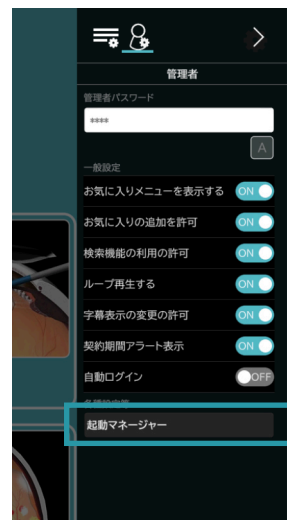 管理者
管理者パスワード
****
A
一般設定
お気に入りメニューを表示する ON
お気に入りの追加を許可 ON
検索機能の利用の許可 ON
ループ再生する ON
字幕表示の変更の許可 ON
契約期間アラート表示 ON
自動ログイン OFF
起動マネージャー